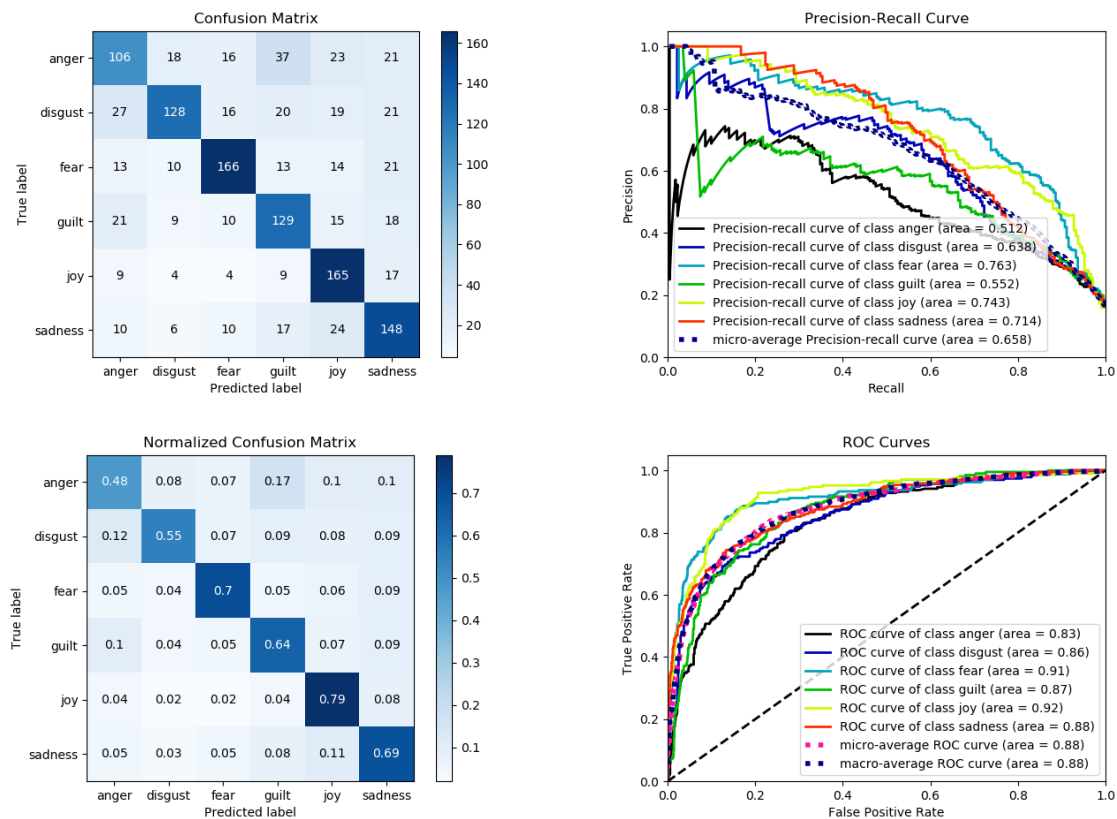 Confusion Matrix
anger 106 18 16 37 23 21
disgust 27 128 16 20 19 21
fear 13 10 166 13 14 21
guilt 21 9 10 129 15 18
joy 9 4 4 9 165 17
sadness 10 6 10 17 24 148
anger disgust fear guilt joy sadness
Predicted label
True label
160
140
120
100
80
60
40
20
Precision-Recall Curve
1.0
0.8
0.6
0.4
0.2
0.0
Precision
Precision-recall curve of class anger (area = 0.512)
Precision-recall curve of class disgust (area = 0.638)
Precision-recall curve of class fear (area = 0.763)
Precision-recall curve of class guilt (area = 0.552)
Precision-recall curve of class joy (area = 0.743)
Precision-recall curve of class sadness (area = 0.714)
micro-average Precision-recall curve (area = 0.658)
0.0 0.2 0.4 0.6 0.8 1.0
Recall
Normalized Confusion Matrix
anger 0.48 0.08 0.07 0.17 0.1 0.1
disgust 0.12 0.55 0.07 0.09 0.08 0.09
fear 0.05 0.04 0.7 0.05 0.06 0.09
guilt 0.1 0.04 0.05 0.64 0.07 0.09
joy 0.04 0.02 0.02 0.04 0.79 0.08
sadness 0.05 0.03 0.05 0.08 0.11 0.69
anger disgust fear guilt joy sadness
Predicted label
True label
0.7
0.6
0.5
0.4
0.3
0.2
0.1
ROC Curves
1.0
0.8
0.6
0.4
0.2
0.0
True Positive Rate
ROC curve of class anger (area = 0.83)
ROC curve of class disgust (area = 0.86)
ROC curve of class fear (area = 0.91)
ROC curve of class guilt (area = 0.87)
ROC curve of class joy (area = 0.92)
ROC curve of class sadness (area = 0.88)
micro-average ROC curve (area = 0.88)
macro-average ROC curve (area = 0.88)
0.0 0.2 0.4 0.6 0.8 1.0
False Positive Rate